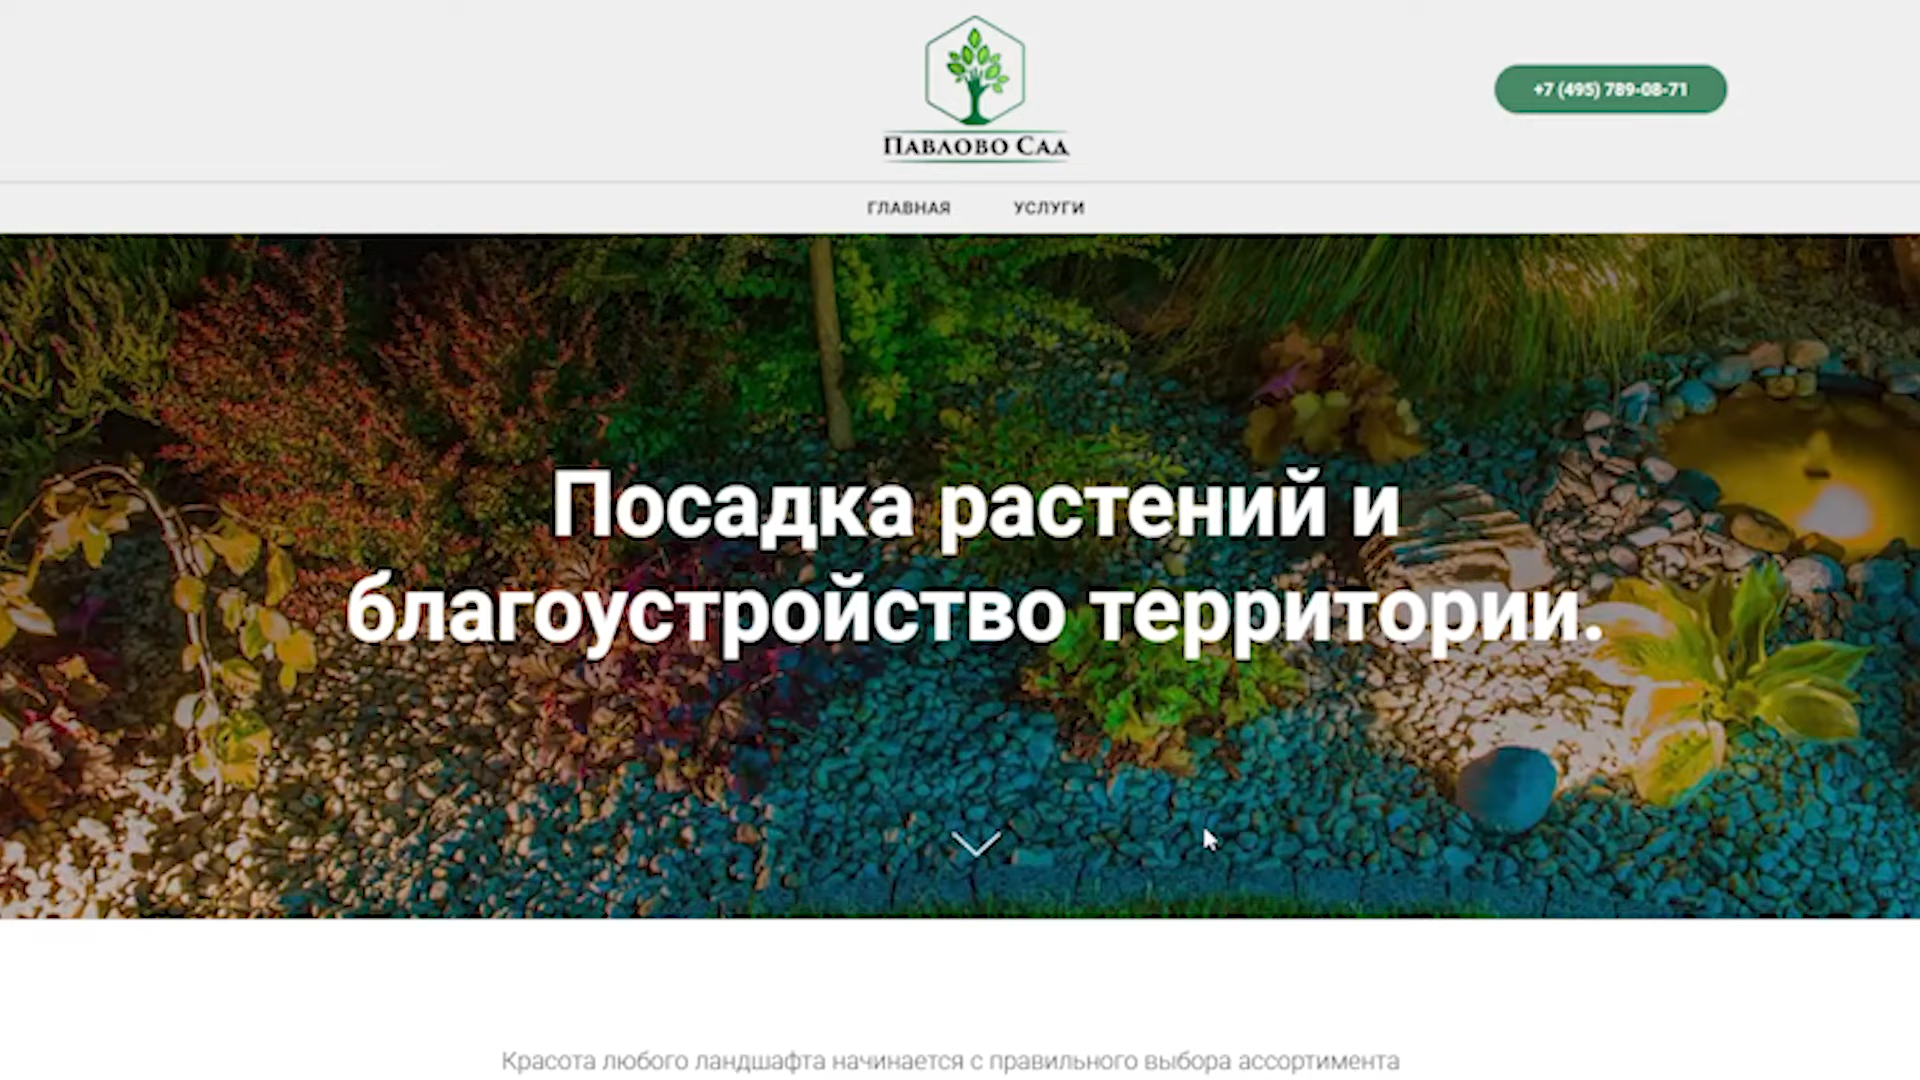 Павлово Сад
+7 (495) 789-08-71
ГЛАВНАЯ УСЛУГИ
Посадка растений и
благоустройство территории.
Красота любого ландшафта начинается с правильного выбора ассортимента